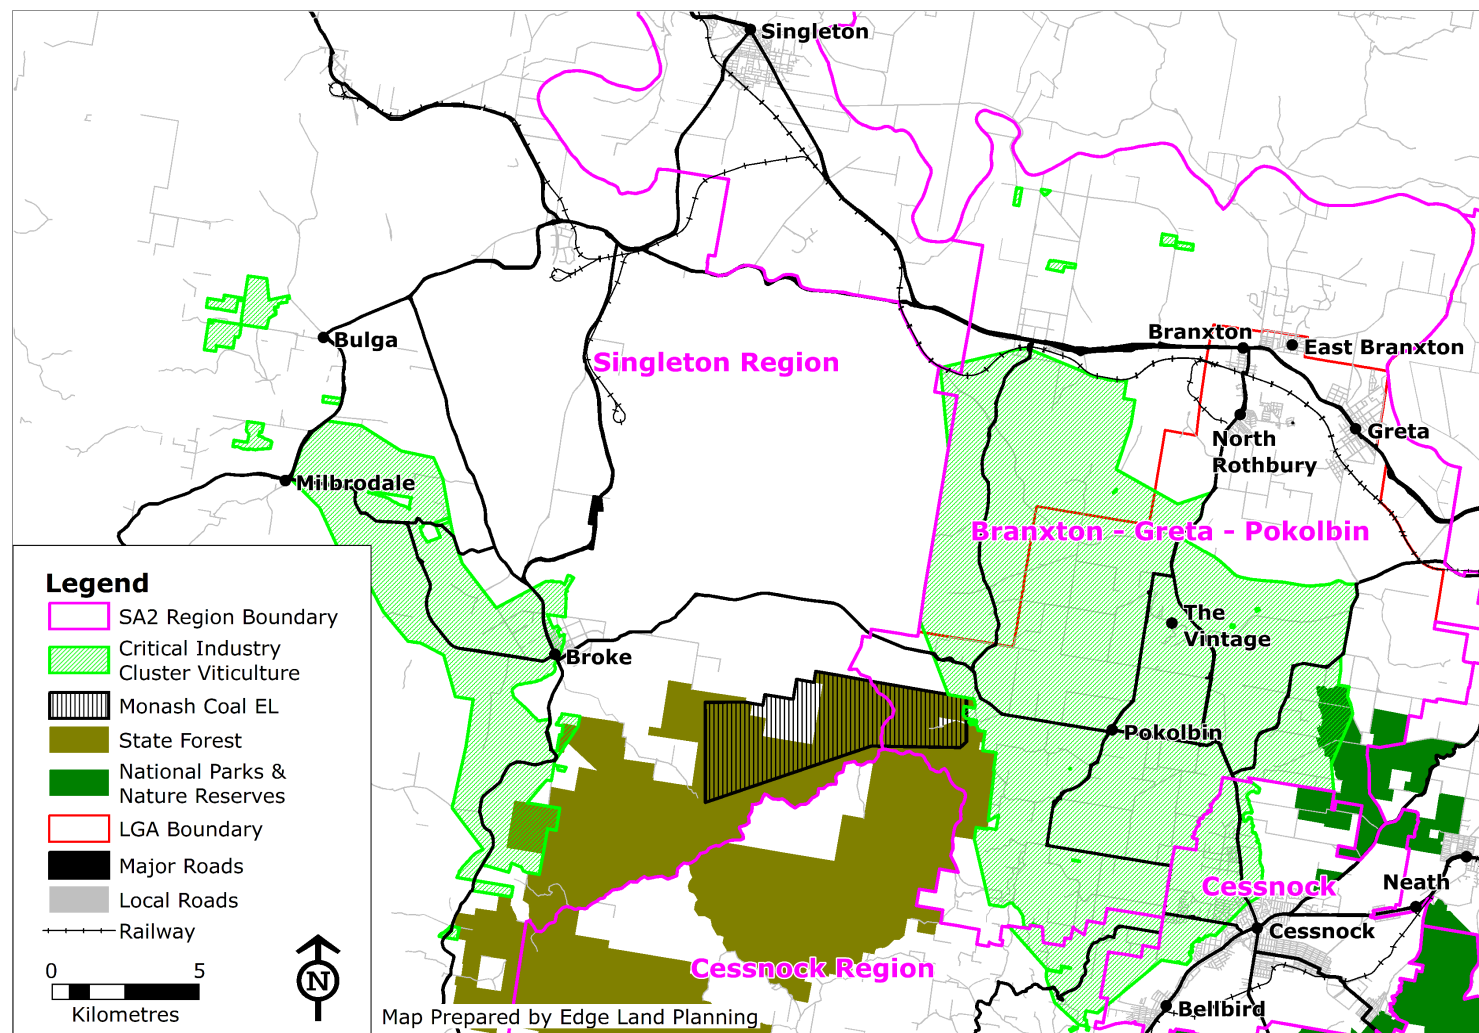 Singleton
Bulga
Singleton Region
Branxton
East Branxton
Greta
North
Rothbury
Milbrodale
Branxton - Greta - Pokolbin
The
Vintage
Broke
Pokolbin
Cessnock
Neath
Cessnock
Cessnock Region
Bellbird
Legend
SA2 Region Boundary
Critical Industry
Cluster Viticulture
Monash Coal EL
State Forest
National Parks &
Nature Reserves
LGA Boundary
Major Roads
Local Roads
Railway
0 5
Kilometres
N
Map Prepared by Edge Land Planning